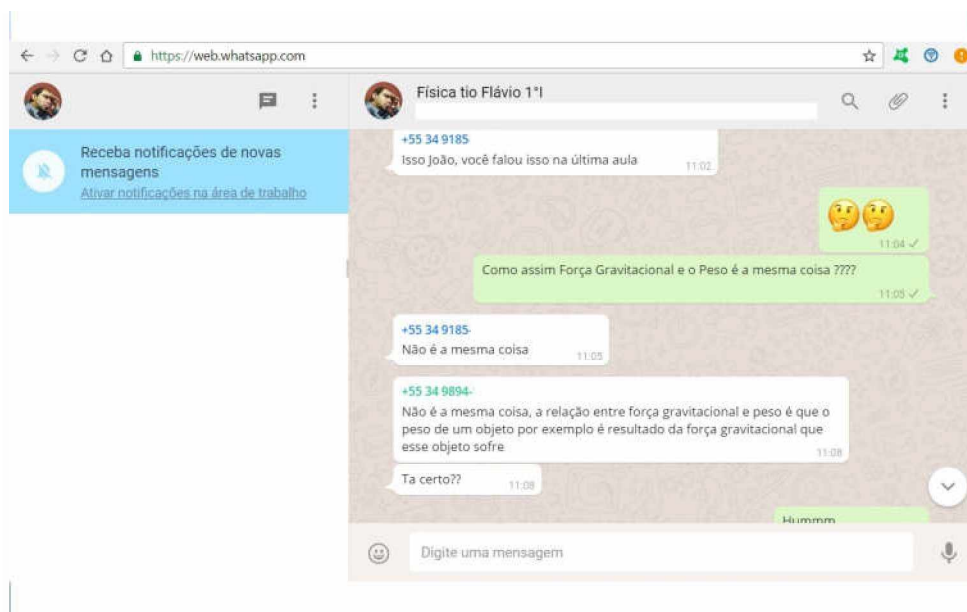 https://web.whatsapp.com
Física tio Flávio 1°I
Receba notificações de novas
mensagens
Ativar notificações na área de trabalho
+55 34 9185
Isso João, você falou isso na última aula
11:02
11:04
Como assim Força Gravitacional e o Peso é a mesma coisa ????
11:05
+55 34 9185-
Não é a mesma coisa
11:05
+55 34 9894-
Não é a mesma coisa, a relação entre força gravitacional e peso é que o
peso de um objeto por exemplo é resultado da força gravitacional que
esse objeto sofre
11:08
Ta certo??
11:08
Hummm
Digite uma mensagem